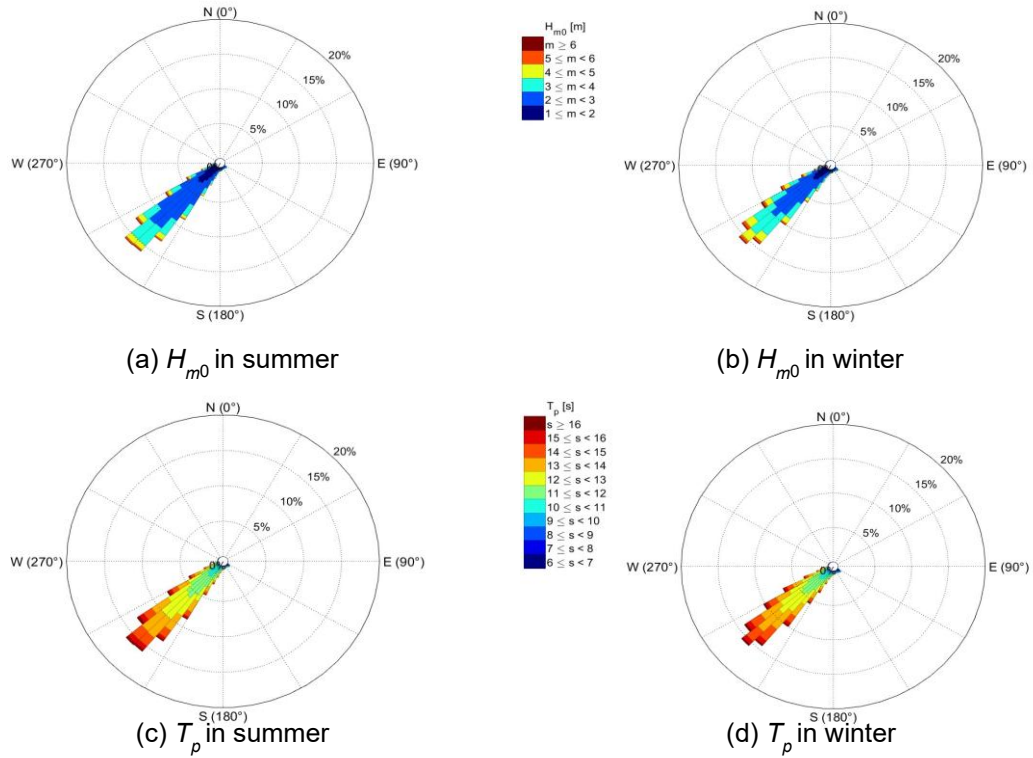 N (0°)
20%
15%
10%
5%
W (270°)
0%
E (90°)
S (180°)
(a) Hm0 in summer
Hm0 [m]
m ≥ 6
5 ≤ m < 6
4 ≤ m < 5
3 ≤ m < 4
2 ≤ m < 3
1 ≤ m < 2
N (0°)
20%
15%
10%
5%
W (270°)
0%
E (90°)
S (180°)
(b) Hm0 in winter
N (0°)
20%
15%
10%
5%
W (270°)
0%
E (90°)
S (180°)
(c) Tp in summer
Tp [s]
s ≥ 16
15 ≤ s < 16
14 ≤ s < 15
13 ≤ s < 14
12 ≤ s < 13
11 ≤ s < 12
10 ≤ s < 11
9 ≤ s < 10
8 ≤ s < 9
7 ≤ s < 8
6 ≤ s < 7
N (0°)
20%
15%
10%
5%
W (270°)
0%
E (90°)
S (180°)
(d) Tp in winter